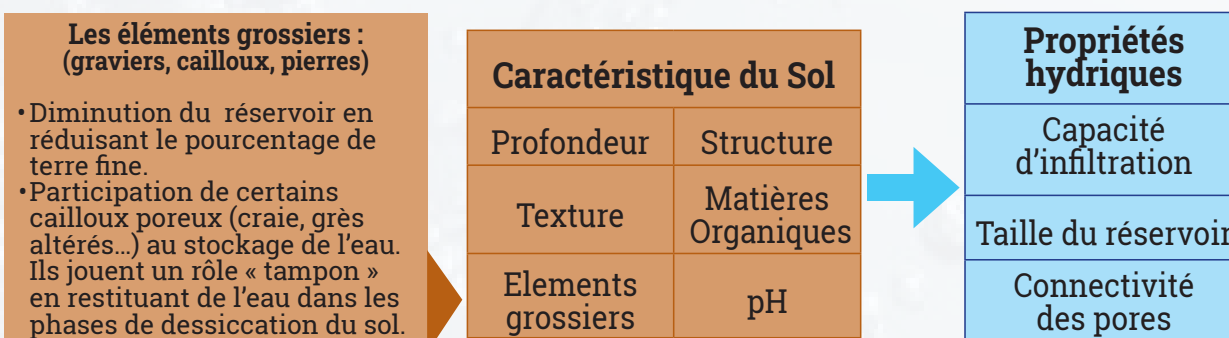 Les éléments grossiers :
(graviers, cailloux, pierres)
•Diminution du réservoir en
réduisant le pourcentage de
terre fine.
•Participation de certains
cailloux poreux (craie, grès
altérés...) au stockage de l’eau.
Ils jouent un rôle « tampon »
en restituant de l’eau dans les
phases de dessiccation du sol.
Caractéristique du Sol
Profondeur
Structure
Texture
Matières
Organiques
Elements
grossiers
pH
Propriétés
hydriques
Capacité
d’infiltration
Taille du réservoir
Connectivité
des pores